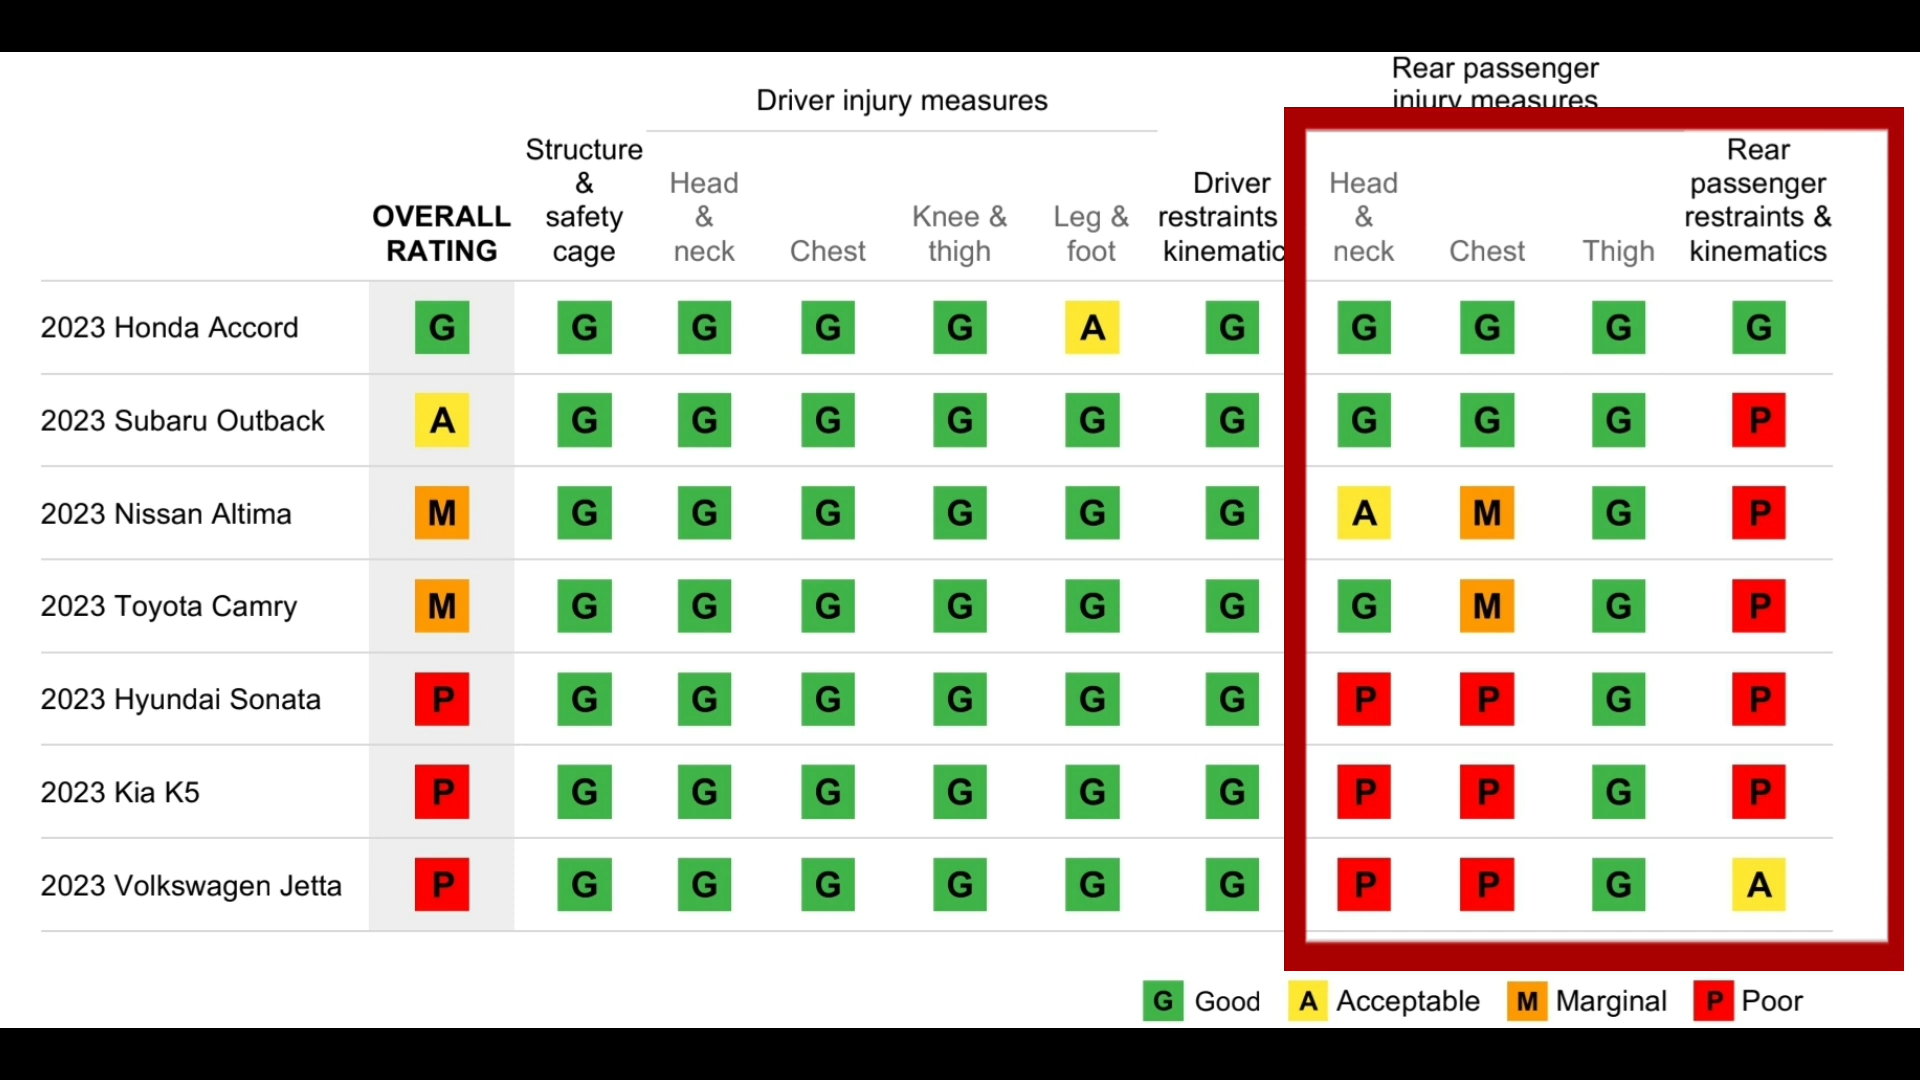 Driver injury measures
Rear passenger
injury measures
OVERALL
RATING
Structure
&
safety
cage
Head
&
neck
Chest
Knee &
thigh
Leg &
foot
Driver
restraints
kinematic
Head
&
neck
Chest
Thigh
Rear
passenger
restraints &
kinematics
2023 Honda Accord G G G G G A G G G G G
2023 Subaru Outback A G G G G G G G G G P
2023 Nissan Altima M G G G G G G A M G P
2023 Toyota Camry M G G G G G G G M G P
2023 Hyundai Sonata P G G G G G G P P G P
2023 Kia K5 P G G G G G G P P G P
2023 Volkswagen Jetta P G G G G G G P P G A
G Good A Acceptable M Marginal P Poor